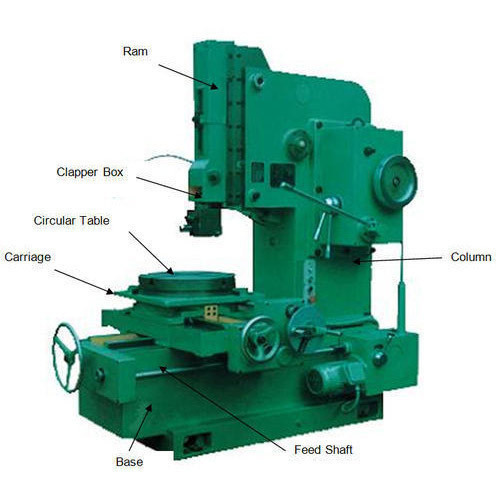 Ram
Clapper Box
Circular Table
Carriage
Column
Feed Shaft
Base